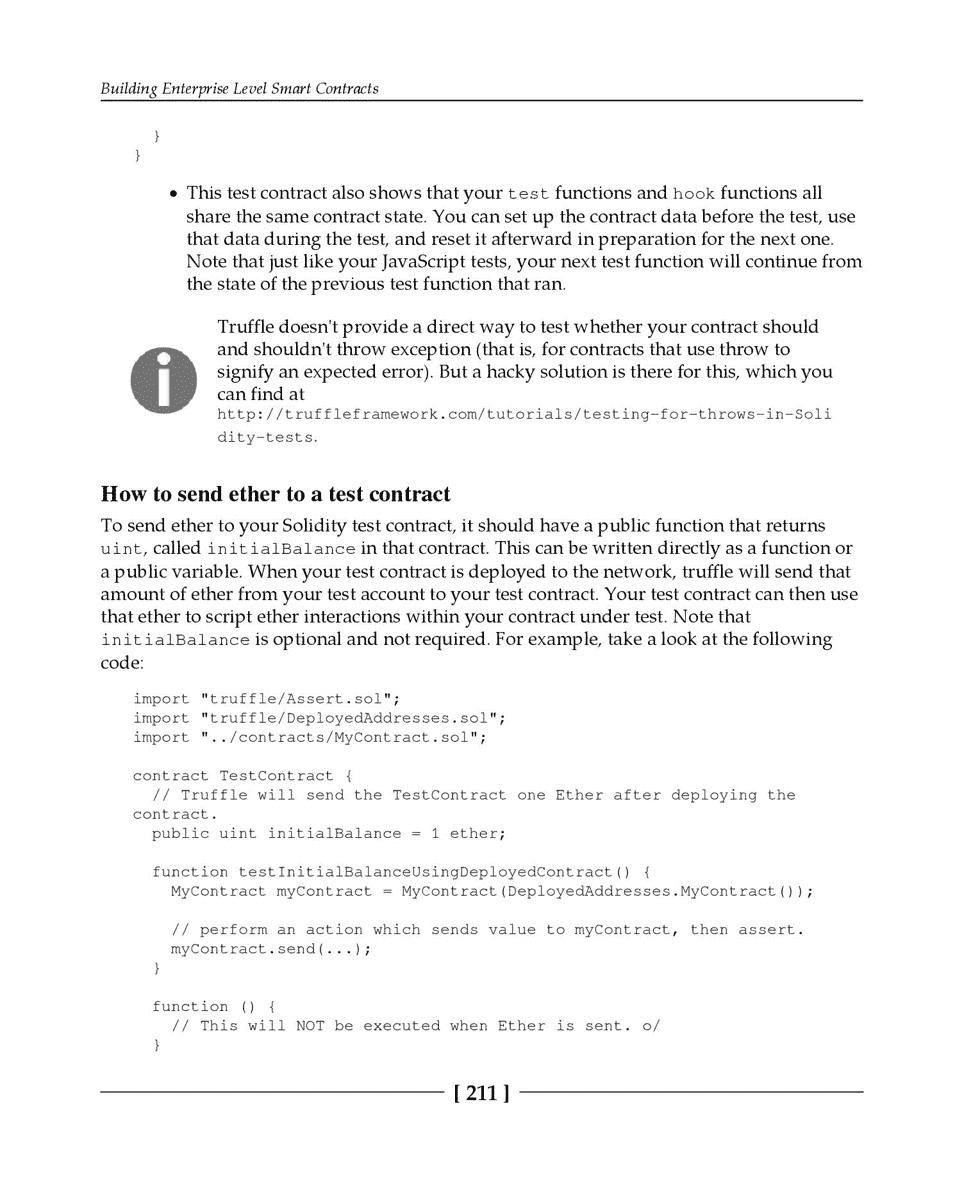 Building Enterprise Level Smart Contracts
}
}
• This test contract also shows that your test functions and hook functions all
share the same contract state. You can set up the contract data before the test, use
that data during the test, and reset it afterward in preparation for the next one.
Note that just like your JavaScript tests, your next test function will continue from
the state of the previous test function that ran.
Truffle doesn't provide a direct way to test whether your contract should
and shouldn't throw exception (that is, for contracts that use throw to
signify an expected error). But a hacky solution is there for this, which you
can find at
http://truffleframework.com/tutorials/testing-for-throws-in-Soli
dity-tests.
How to send ether to a test contract
To send ether to your Solidity test contract, it should have a public function that returns
uint, called initialBalance in that contract. This can be written directly as a function or
a public variable. When your test contract is deployed to the network, truffle will send that
amount of ether from your test account to your test contract. Your test contract can then use
that ether to script ether interactions within your contract under test. Note that
initialBalance is optional and not required. For example, take a look at the following
code:
import "truffle/Assert.sol";
import "truffle/DeployedAddresses.sol";
import "../contracts/MyContract.sol";
contract TestContract {
// Truffle will send the TestContract one Ether after deploying the
contract.
public uint initialBalance = 1 ether;
function testInitialBalanceUsingDeployedContract() {
MyContract myContract = MyContract(DeployedAddresses.MyContract());
// perform an action which sends value to myContract, then assert.
myContract.send(...);
}
function () {
// This will NOT be executed when Ether is sent. o/
}
[ 211 ]